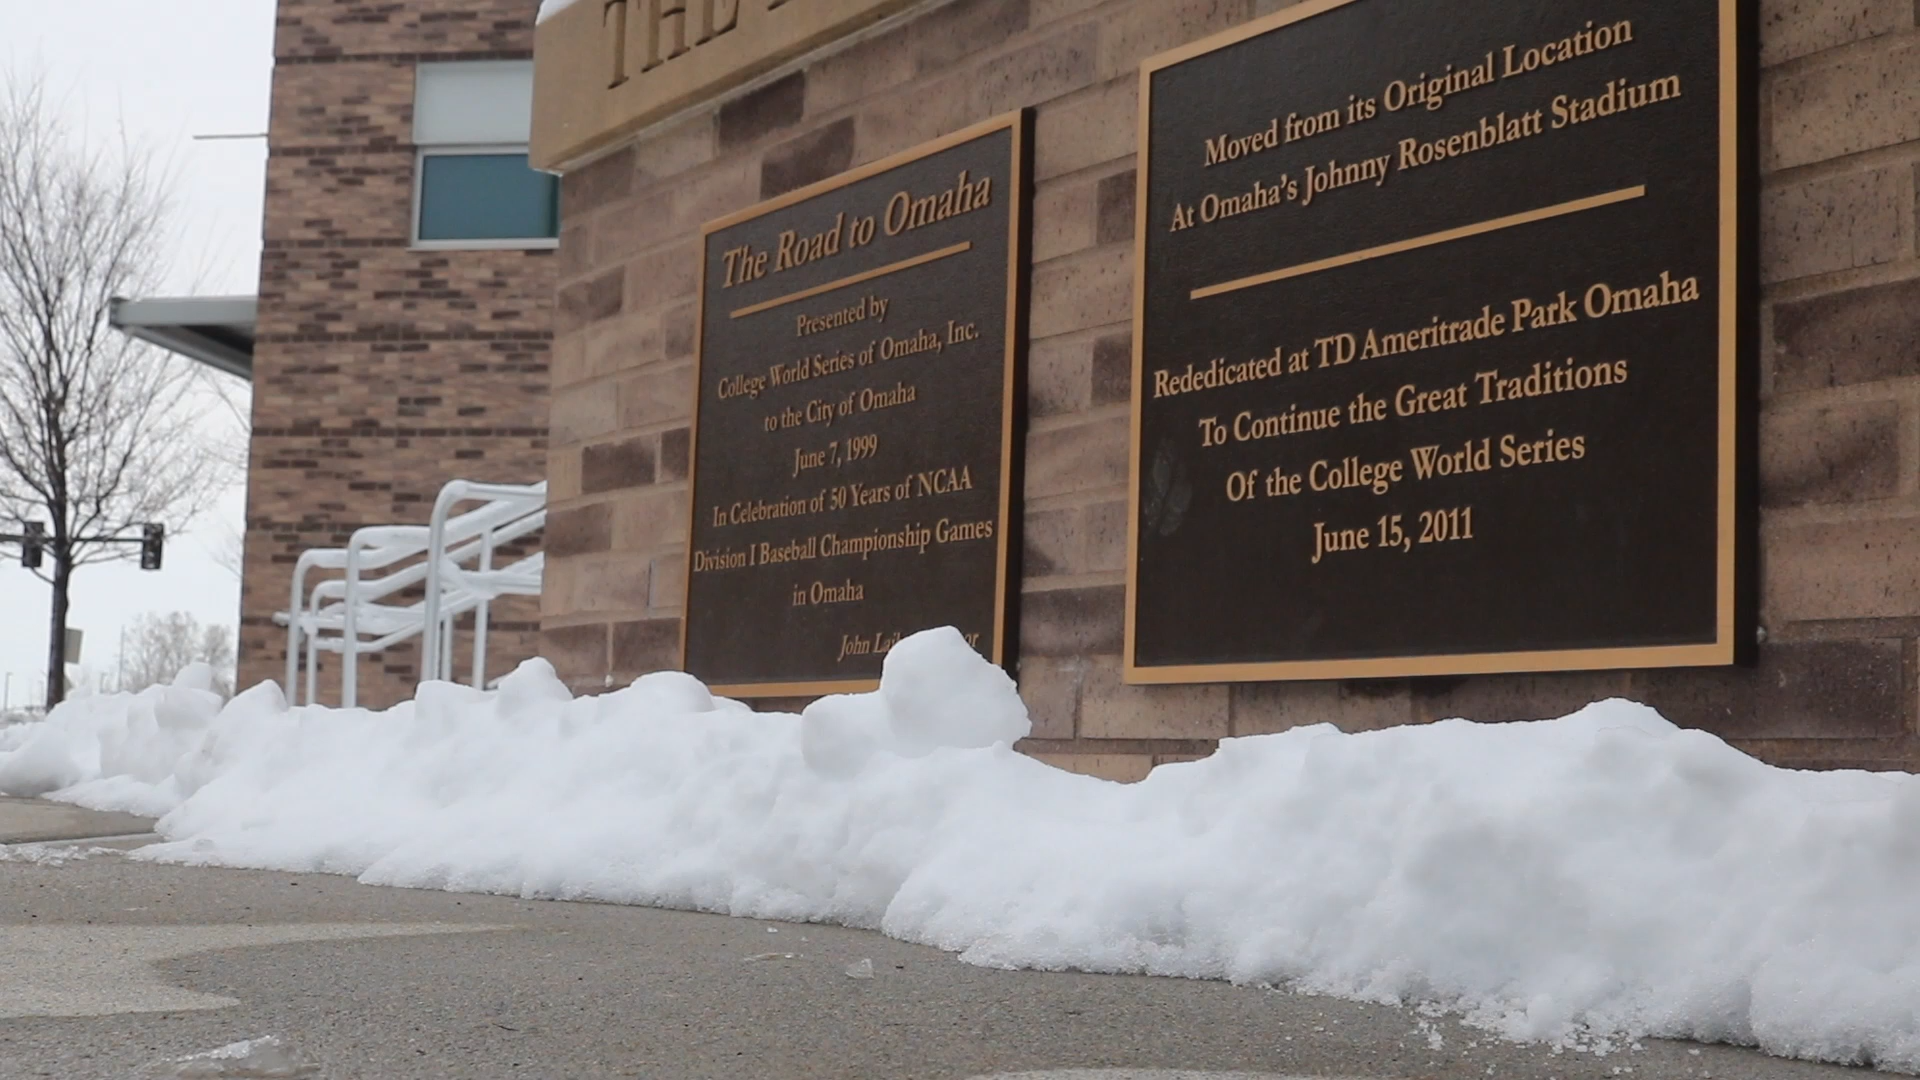 THE
The Road to Omaha
Presented by
College World Series of Omaha, Inc.
to the City of Omaha
June 7, 1999
In Celebration of 50 Years of NCAA
Division I Baseball Championship Games
in Omaha
John
Moved from its Original Location
At Omaha's Johnny Rosenblatt Stadium
Rededicated at TD Ameritrade Park Omaha
To Continue the Great Traditions
Of the College World Series
June 15, 2011